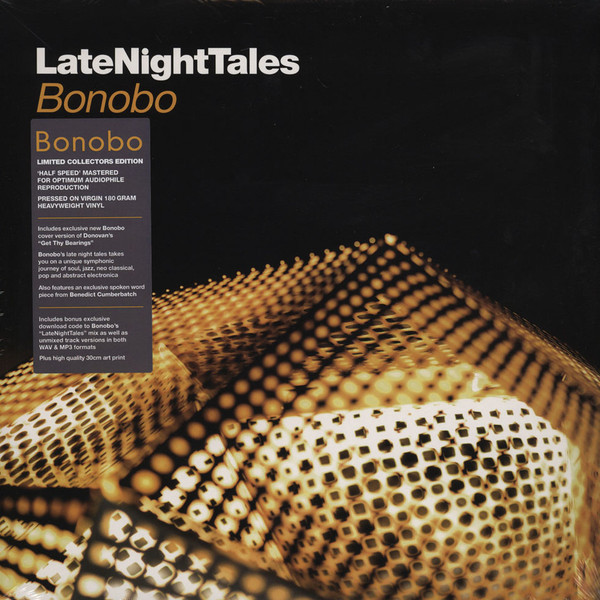 LateNightTales
Bonobo
Bonobo
LIMITED COLLECTORS EDITION
'HALF SPEED' MASTERED
FOR OPTIMUM AUDIOPHILE
REPRODUCTION
PRESSED ON VIRGIN 180 GRAM
HEAVYWEIGHT VINYL
Includes exclusive new Bonobo
cover version of Donovan's
"Get Thy Bearings"
Bonobo's late night tales takes
you on a unique symphonic
journey of soul, jazz, neo classical,
pop and abstract electronica
Also features an exclusive spoken word
piece from Benedict Cumberbatch
Includes bonus exclusive
download code to Bonobo's
"LateNightTales" mix as well as
unmixed track versions in both
WAV & MP3 formats
Plus high quality 30cm art print